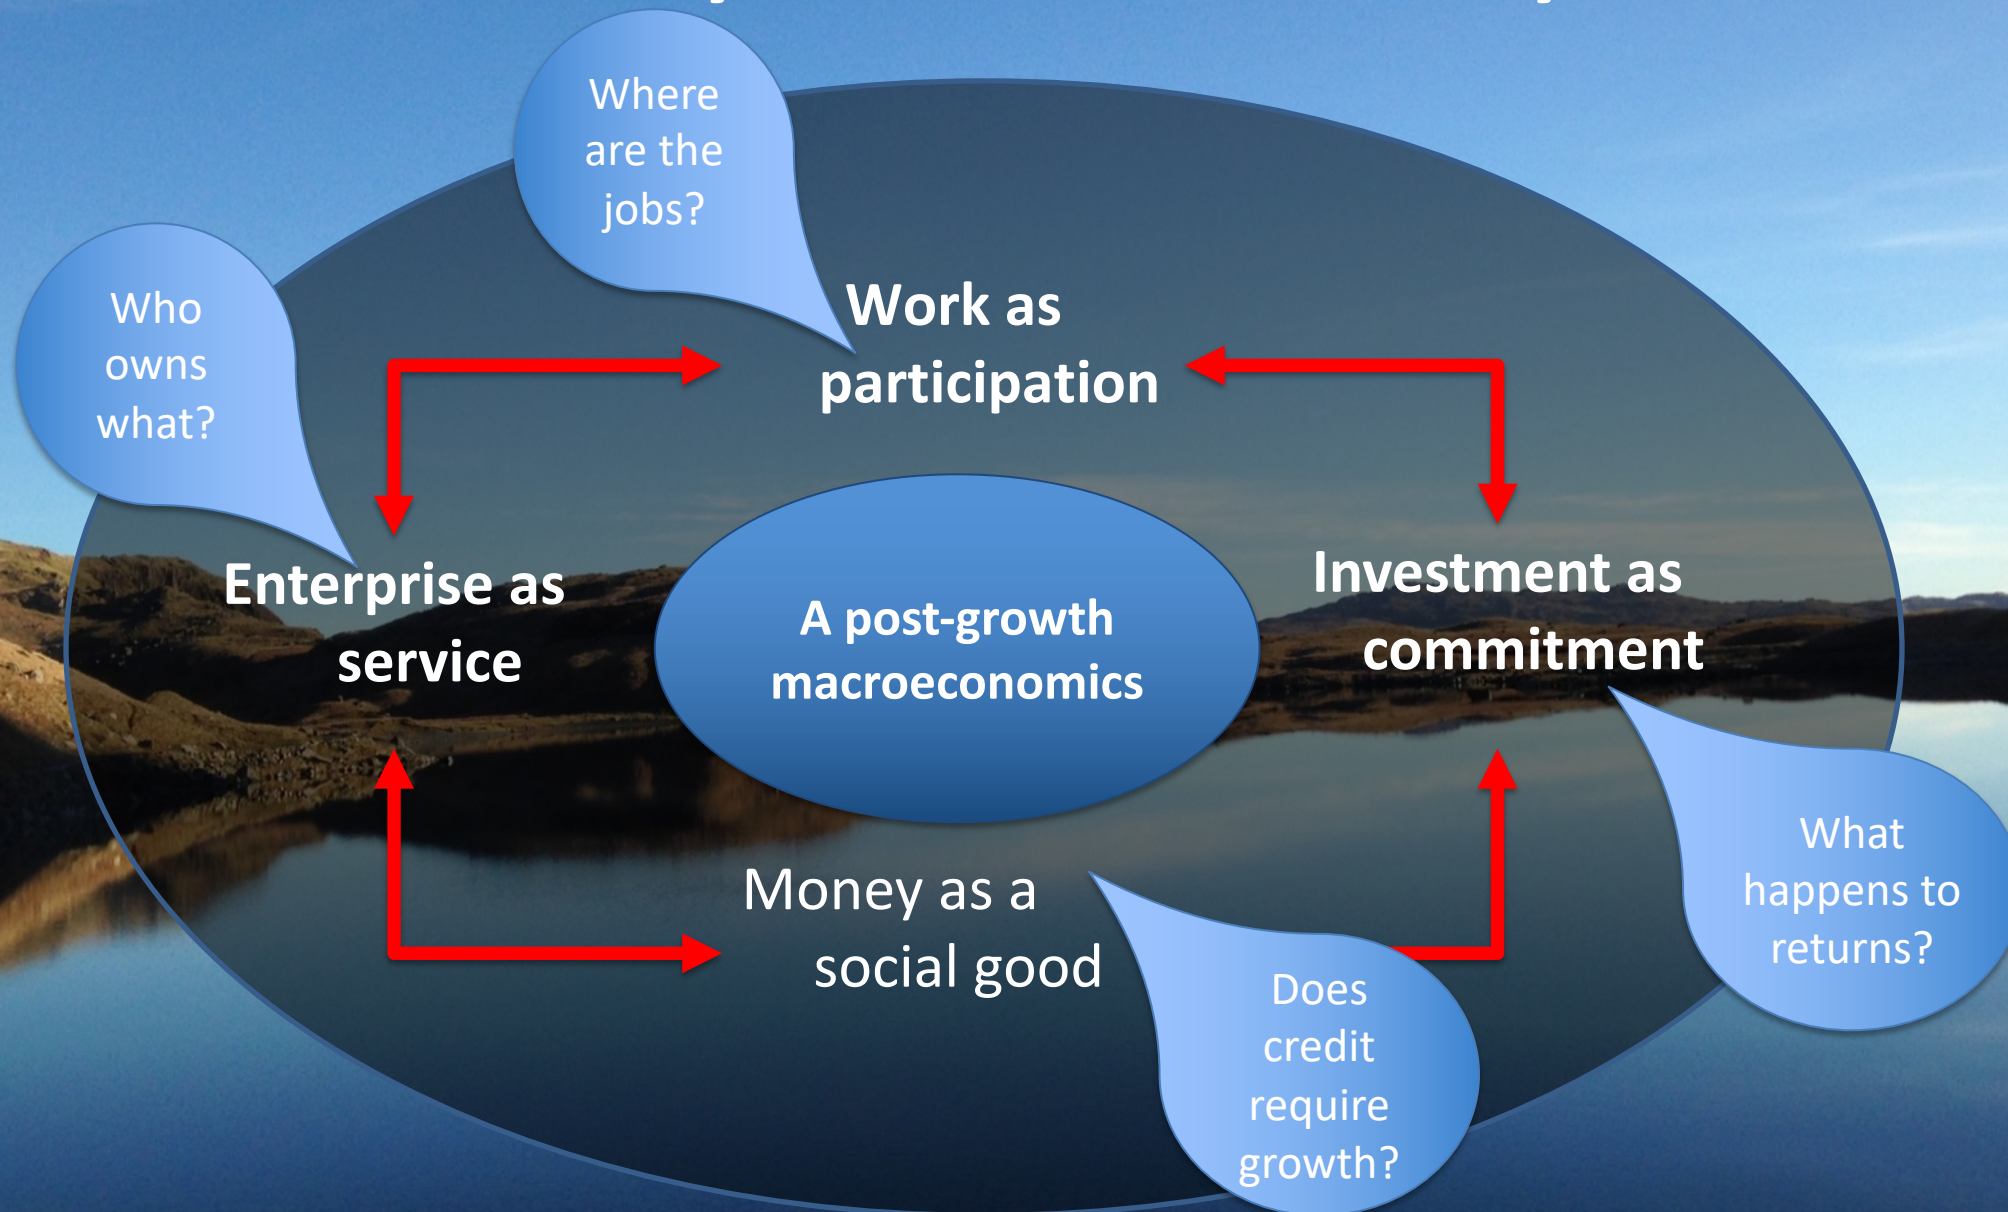 Where
are the
jobs?
Who
owns
what?
Work as
participation
Enterprise as
service
A post-growth
macroeconomics
Investment as
commitment
What
happens to
returns?
Money as a
social good
Does
credit
require
growth?